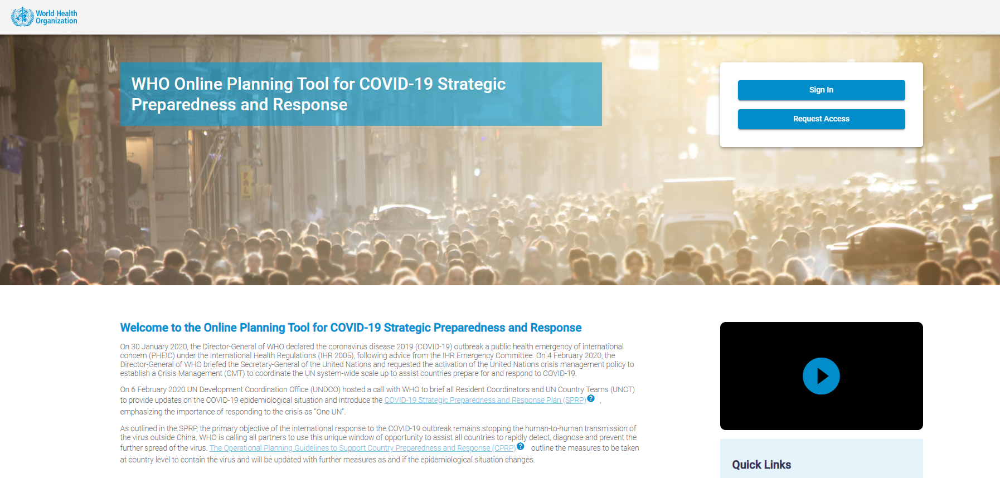 World Health
Organization
WHO Online Planning Tool for COVID-19 Strategic
Preparedness and Response
Sign In
Request Access
Welcome to the Online Planning Tool for COVID-19 Strategic Preparedness and Response
On 30 January 2020, the Director-General of WHO declared the coronavirus disease 2019 (COVID-19) outbreak a public health emergency of international
concern (PHEIC) under the International Health Regulations (IHR 2005), following advice from the IHR Emergency Committee. On 4 February 2020, the
Director-General of WHO briefed the Secretary-General of the United Nations and requested the activation of the United Nations crisis management policy to
establish a Crisis Management (CMT) to coordinate the UN system-wide scale up to assist countries prepare for and respond to COVID-19.
On 6 February 2020 UN Development Coordination Office (UNDCO) hosted a call with WHO to brief all Resident Coordinators and UN Country Teams (UNCT)
to provide updates on the COVID-19 epidemiological situation and introduce the COVID-19 Strategic Preparedness and Response Plan (SPRP)? ,
emphasizing the importance of responding to the crisis as “One UN”.
As outlined in the SPRP, the primary objective of the international response to the COVID-19 outbreak remains stopping the human-to-human transmission of
the virus outside China. WHO is calling all partners to use this unique window of opportunity to assist all countries to rapidly detect, diagnose and prevent the
further spread of the virus. The Operational Planning Guidelines to Support Country Preparedness and Response (CPRP)? outline the measures to be taken
at country level to contain the virus and will be updated with further measures as and if the epidemiological situation changes.
Quick Links